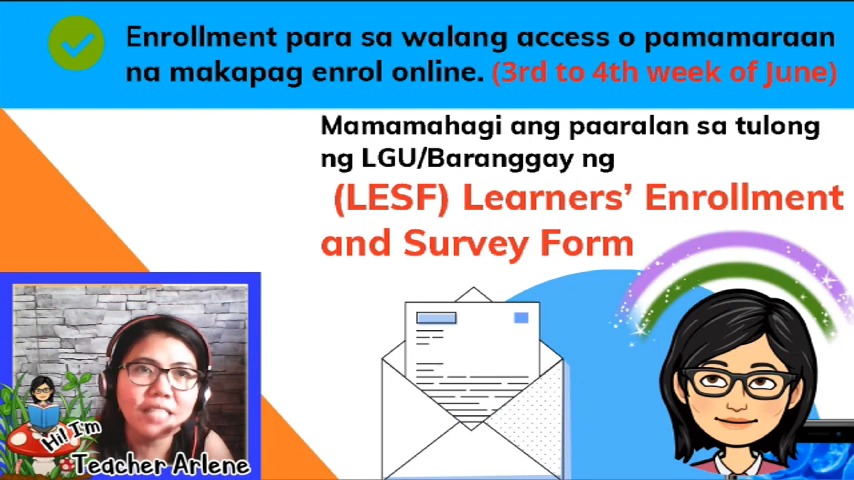 Enrollment para sa walang access o pamamaraan
na makapag enrol online. (3rd to 4th week of June)
Mamamahagi ang paaralan sa tulong
ng LGU/Baranggay ng
(LESF) Learners' Enrollment
and Survey Form
Hi! I'm
Teacher Arlene